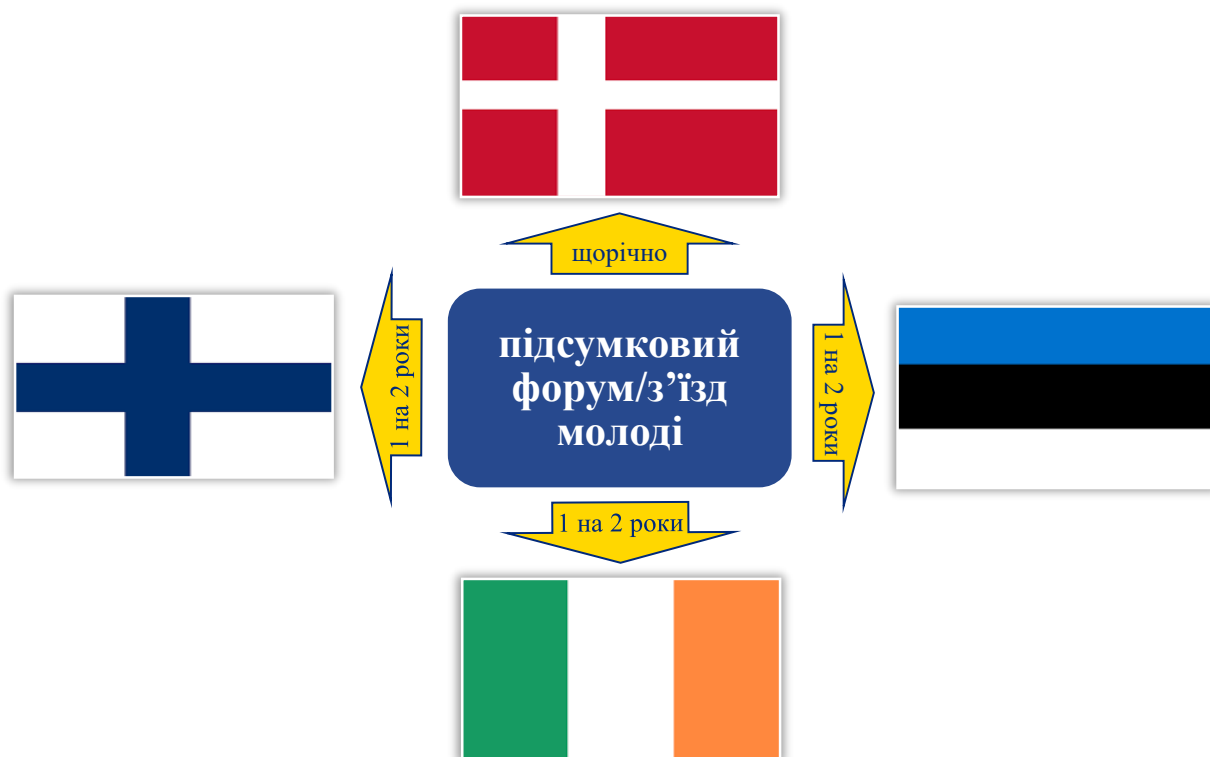 щорічно
1 на 2 роки
підсумковий
форум/з’їзд
молоді
1 на 2 роки
1 на 2 роки